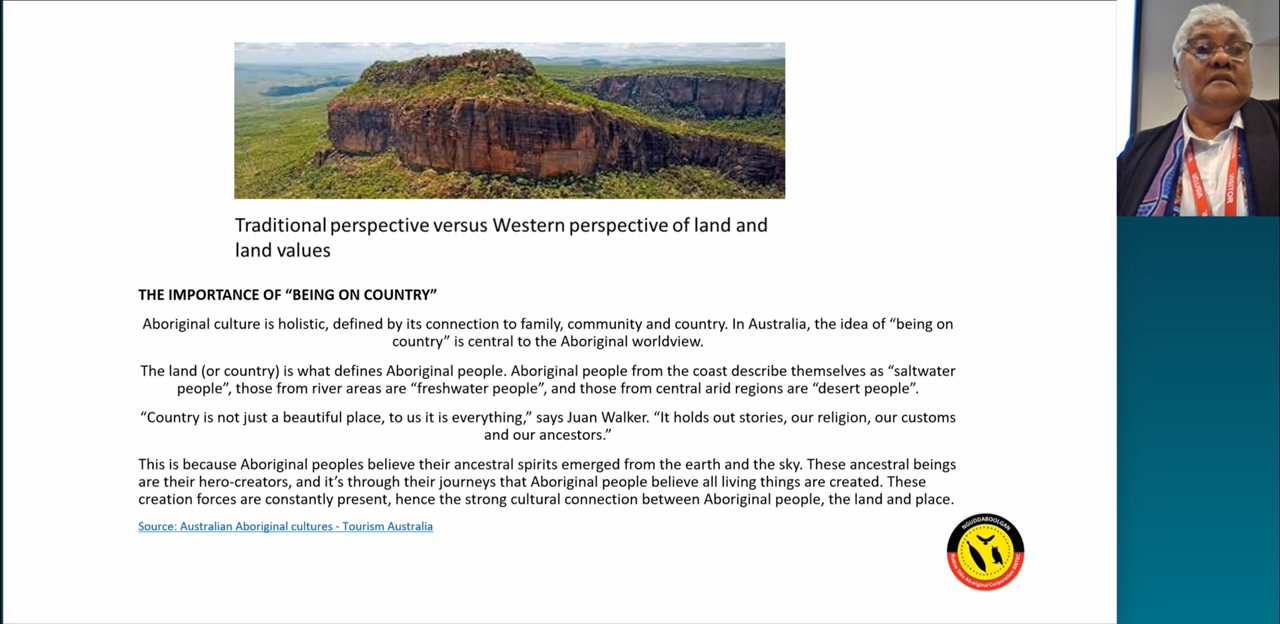 Traditional perspective versus Western perspective of land and
land values
THE IMPORTANCE OF “BEING ON COUNTRY”
Aboriginal culture is holistic, defined by its connection to family, community and country. In Australia, the idea of “being on
country” is central to the Aboriginal worldview.
The land (or country) is what defines Aboriginal people. Aboriginal people from the coast describe themselves as “saltwater
people”, those from river areas are “freshwater people”, and those from central arid regions are “desert people”.
“Country is not just a beautiful place, to us it is everything,” says Juan Walker. “It holds out stories, our religion, our customs
and our ancestors.”
This is because Aboriginal peoples believe their ancestral spirits emerged from the earth and the sky. These ancestral beings
are their hero-creators, and it’s through their journeys that Aboriginal people believe all living things are created. These
creation forces are constantly present, hence the strong cultural connection between Aboriginal people, the land and place.
Source: Australian Aboriginal cultures - Tourism Australia
NGUDDABOOLGAN
Native Title Aboriginal Corporation RNTBC
VISITOR
VISITOR